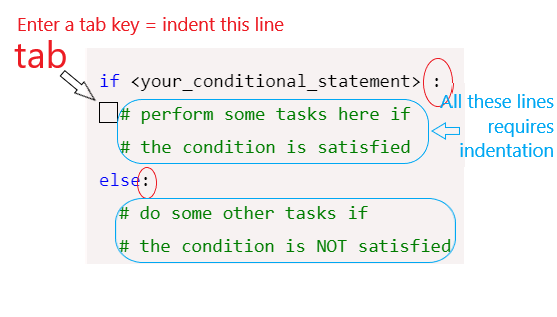 Enter a tab key = indent this line
tab
if <your_conditional_statement> :
# perform some tasks here if
# the condition is satisfied
All these lines
requires
indentation
else:
# do some other tasks if
# the condition is NOT satisfied